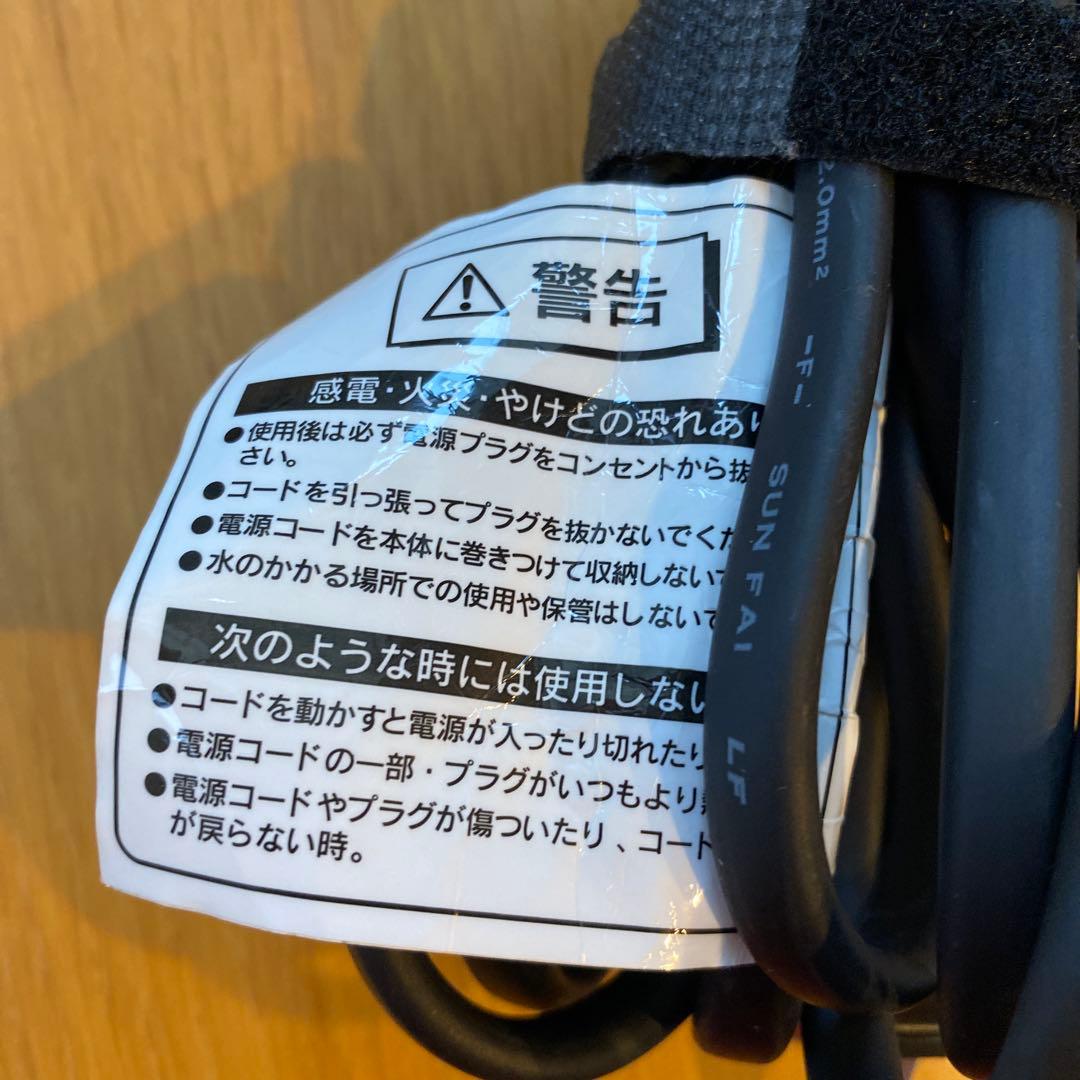 警告
感電・火災・やけどの恐れあり
●使用後は必ず電源プラグをコンセントから抜
さい。
●コードを引っ張ってプラグを抜かないでくだ
●電源コードを本体に巻きつけて収納しないで
●水のかかる場所での使用や保管はしないで
次のような時には使用しない
●コードを動かすと電源が入ったり切れたり
●電源コードの一部・プラグがいつもより
●電源コードやプラグが傷ついたり、コード
が戻らない時。
2.0mm² -F- SUN FAI LF